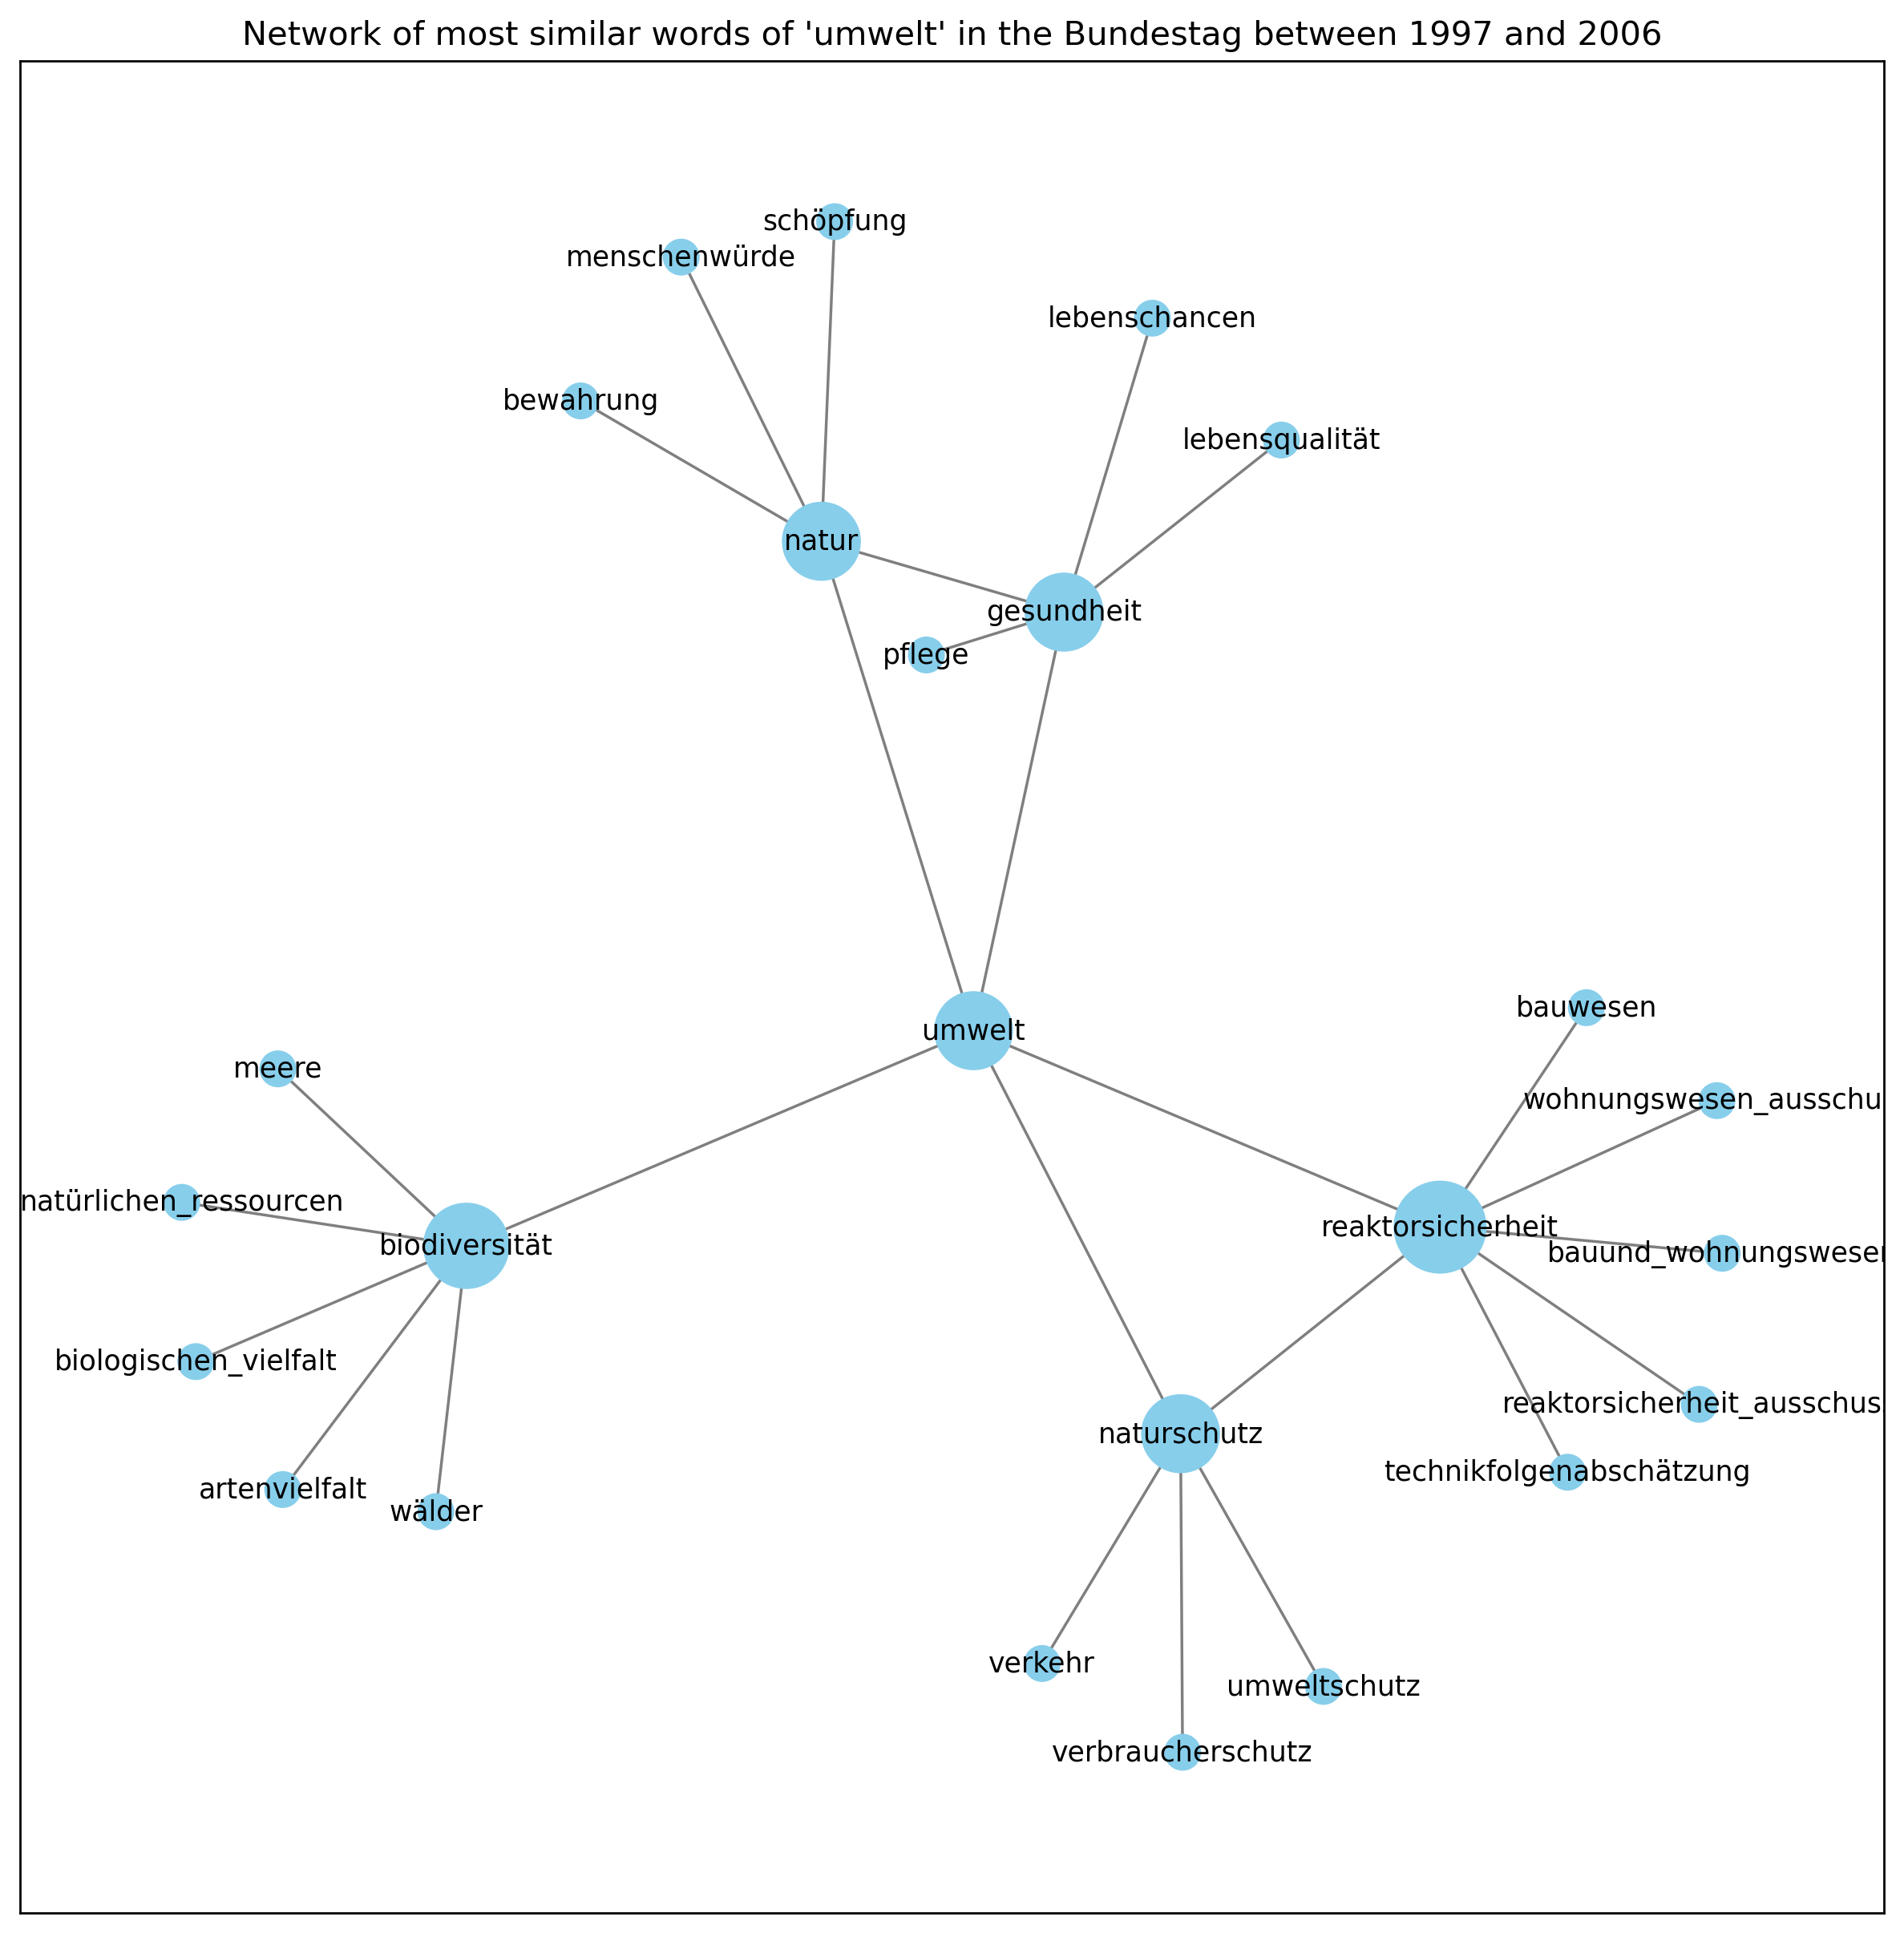 Network of most similar words of 'umwelt' in the Bundestag between 1997 and 2006
schöpfung
menschenwürde
lebenschancen
bewahrung
lebensqualität
natur
gesundheit
pflege
bauwesen
umwelt
meere
wohnungswesen_ausschu
natürlichen_ressourcen
reaktorsicherheit
biodiversität
bauund_wohnungswesen
biologischen_vielfalt
reaktorsicherheit_ausschus
naturschutz
technikfolgenabschätzung
artenvielfalt
wälder
verkehr
umweltschutz
verbraucherschutz